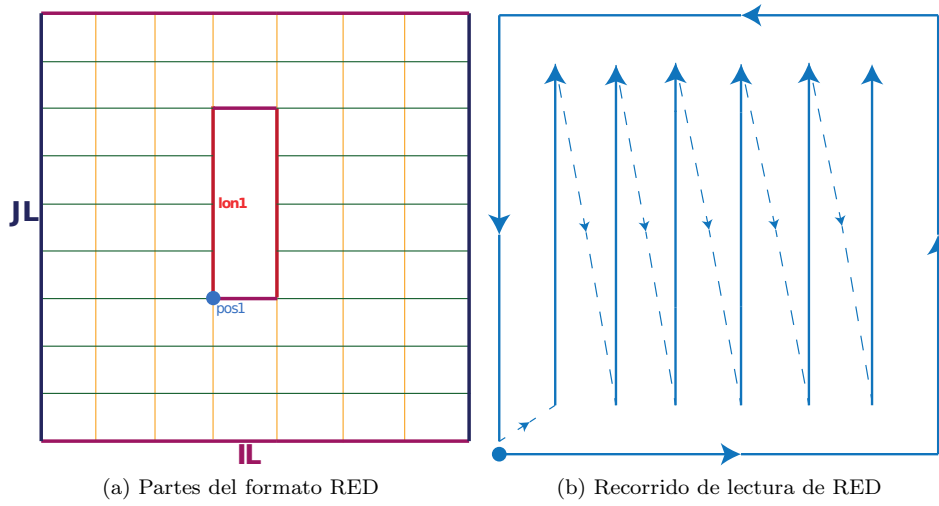 lon1
JL
pos1
IL
(a) Partes del formato RED
(b) Recorrido de lectura de RED